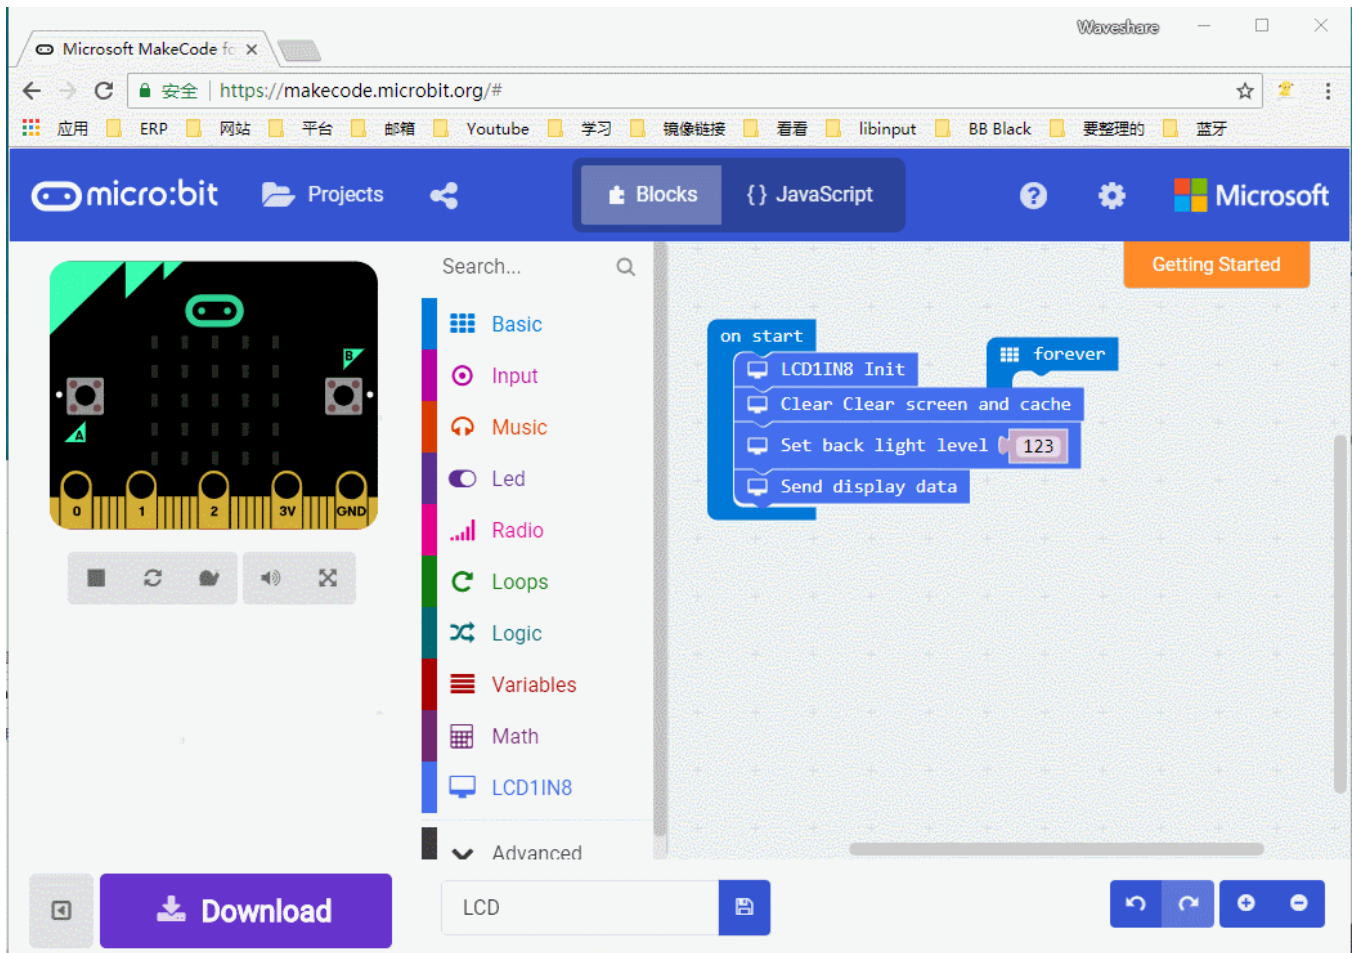 Waveshare
Microsoft MakeCode fo
安全 | https://makecode.microbit.org/#
应用 ERP 网站 平台 邮箱 Youtube 学习 镜像链接 看看 libinput BB Black 要整理的 蓝牙
micro:bit Projects Blocks {} JavaScript ? Microsoft
Search...
Getting Started
Basic
Input
Music
Led
Radio
Loops
Logic
Variables
Math
LCD1IN8
Advanced
B
A
0 1 2 3V GND
on start
LCD1IN8 Init
Clear Clear screen and cache
Set back light level 123
Send display data
forever
Download
LCD